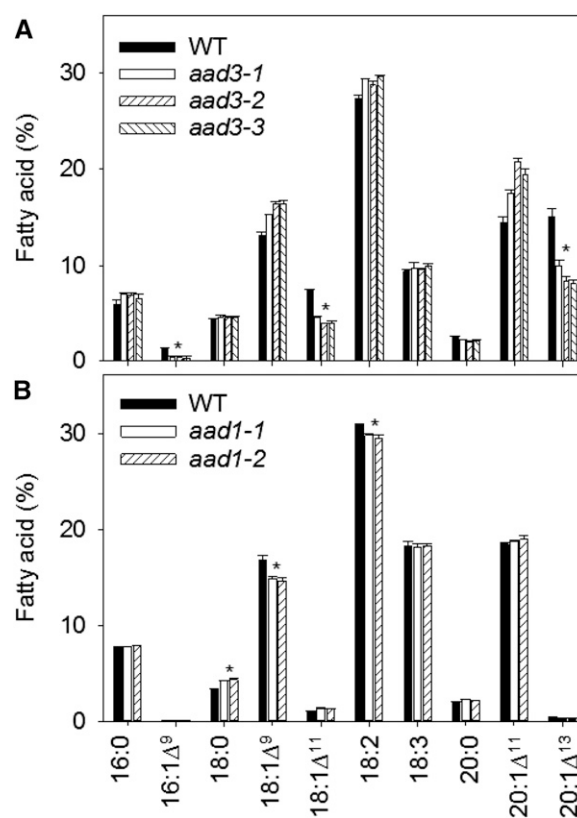 A
WT
aad3-1
aad3-2
aad3-3
Fatty acid (%)
30
20
10
0
*
*
*
B
WT
aad1-1
aad1-2
Fatty acid (%)
30
20
10
0
*
*
*
16:0
16:1Δ⁹
18:0
18:1Δ⁹
18:1Δ¹¹
18:2
18:3
20:0
20:1Δ¹¹
20:1Δ¹³